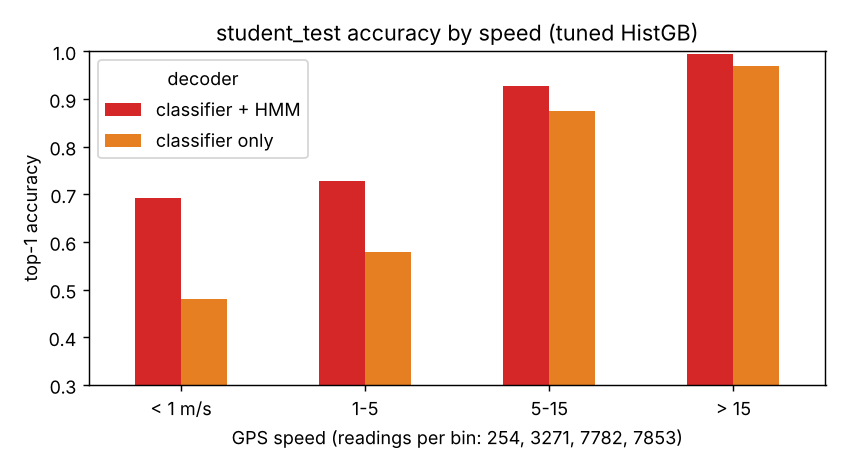 student_test accuracy by speed (tuned HistGB)
decoder
classifier + HMM
classifier only
top-1 accuracy
1.0
0.9
0.8
0.7
0.6
0.5
0.4
0.3
< 1 m/s
1-5
5-15
> 15
GPS speed (readings per bin: 254, 3271, 7782, 7853)